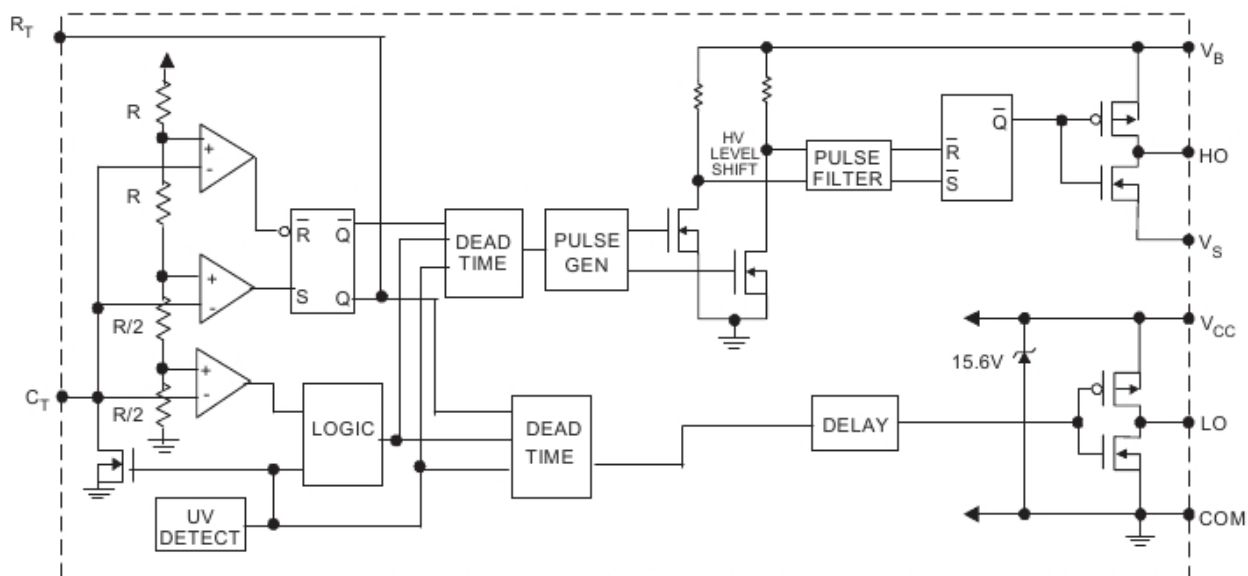 R_T
V_B
R
HV
LEVEL
SHIFT
PULSE
FILTER
R̅
S̅
Q̅
HO
+
-
R
R̅
Q̅
S
Q
DEAD
TIME
PULSE
GEN
V_S
+
-
R/2
V_CC
15.6V
+
-
C_T
R/2
LOGIC
DEAD
TIME
DELAY
LO
UV
DETECT
COM